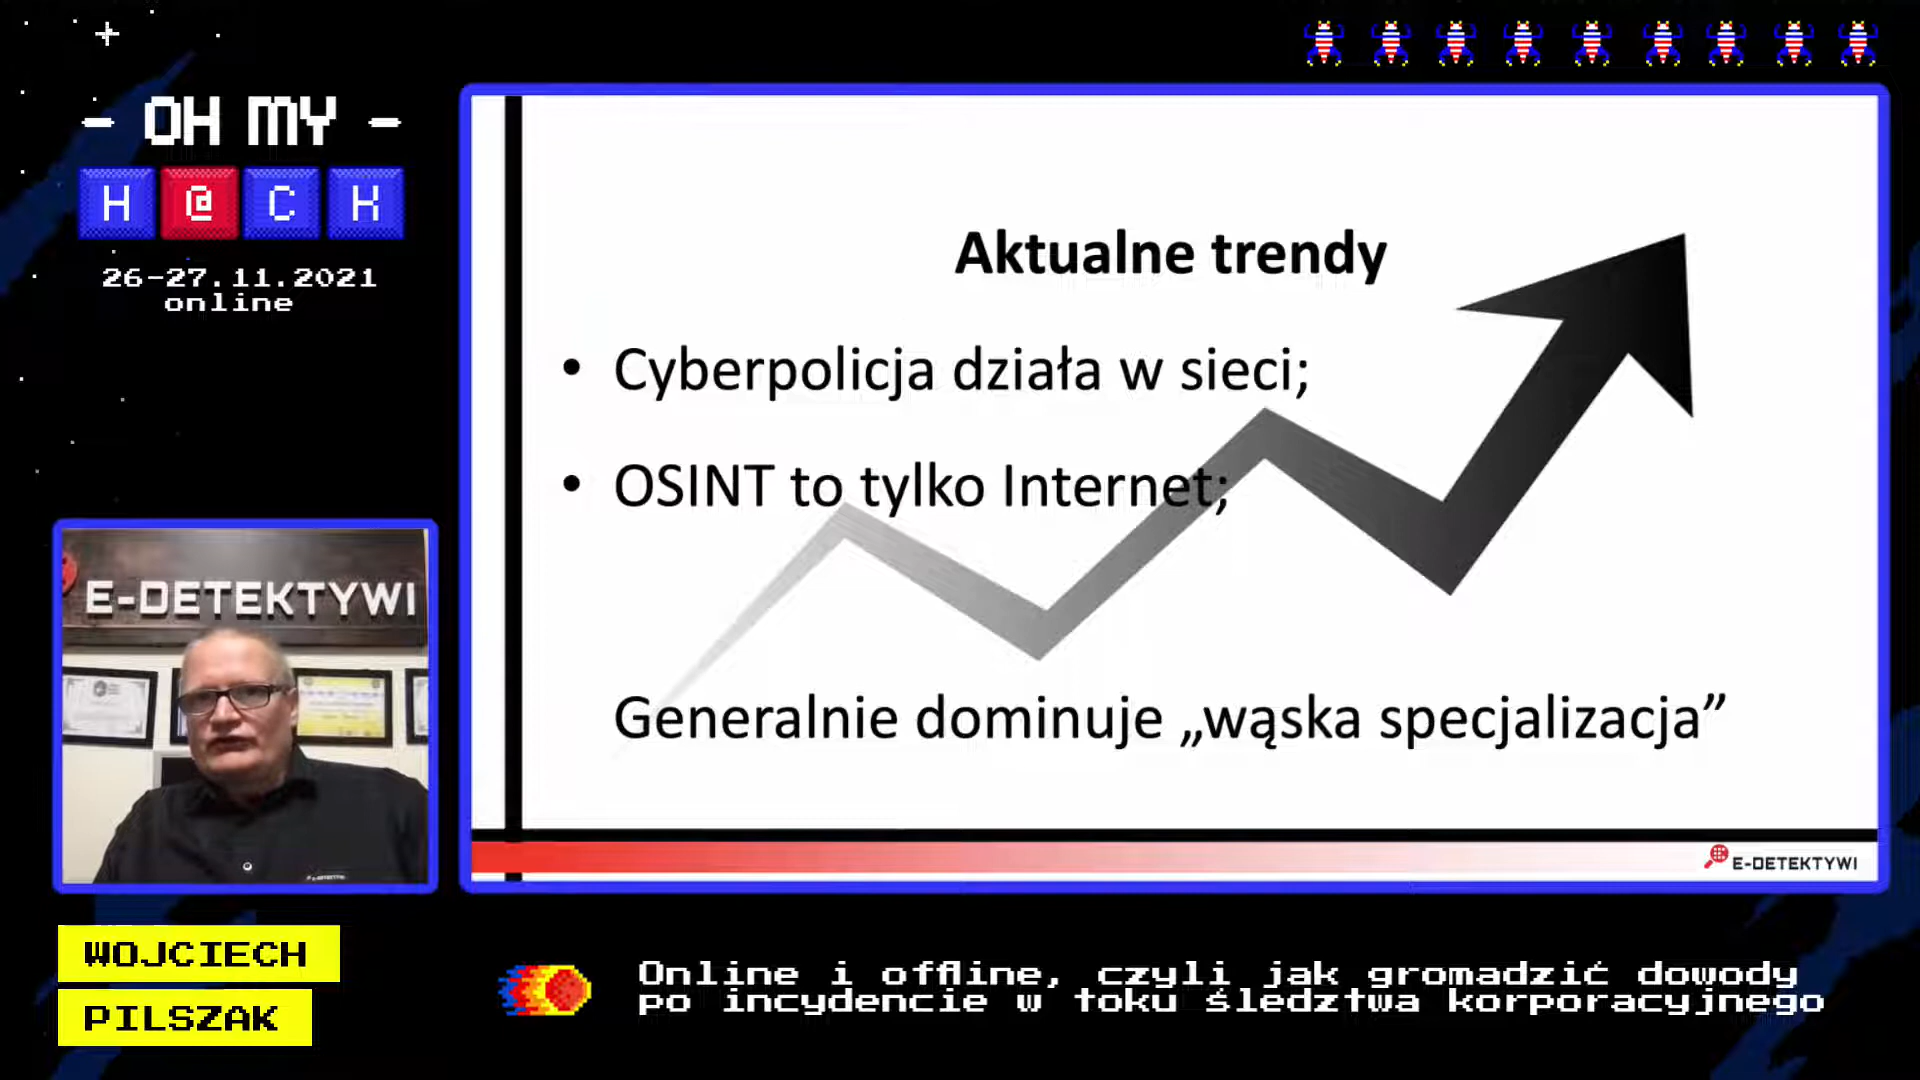 - OH MY -
H @ C K
26-27.11.2021
online
Aktualne trendy
• Cyberpolicja działa w sieci;
• OSINT to tylko Internet;
Generalnie dominuje „wąska specjalizacja”
E-DETEKTYWI
E-DETEKTYWI
WOJCIECH
PILSZAK
Online i offline, czyli jak gromadzić dowody
po incydencie w toku śledztwa korporacyjnego